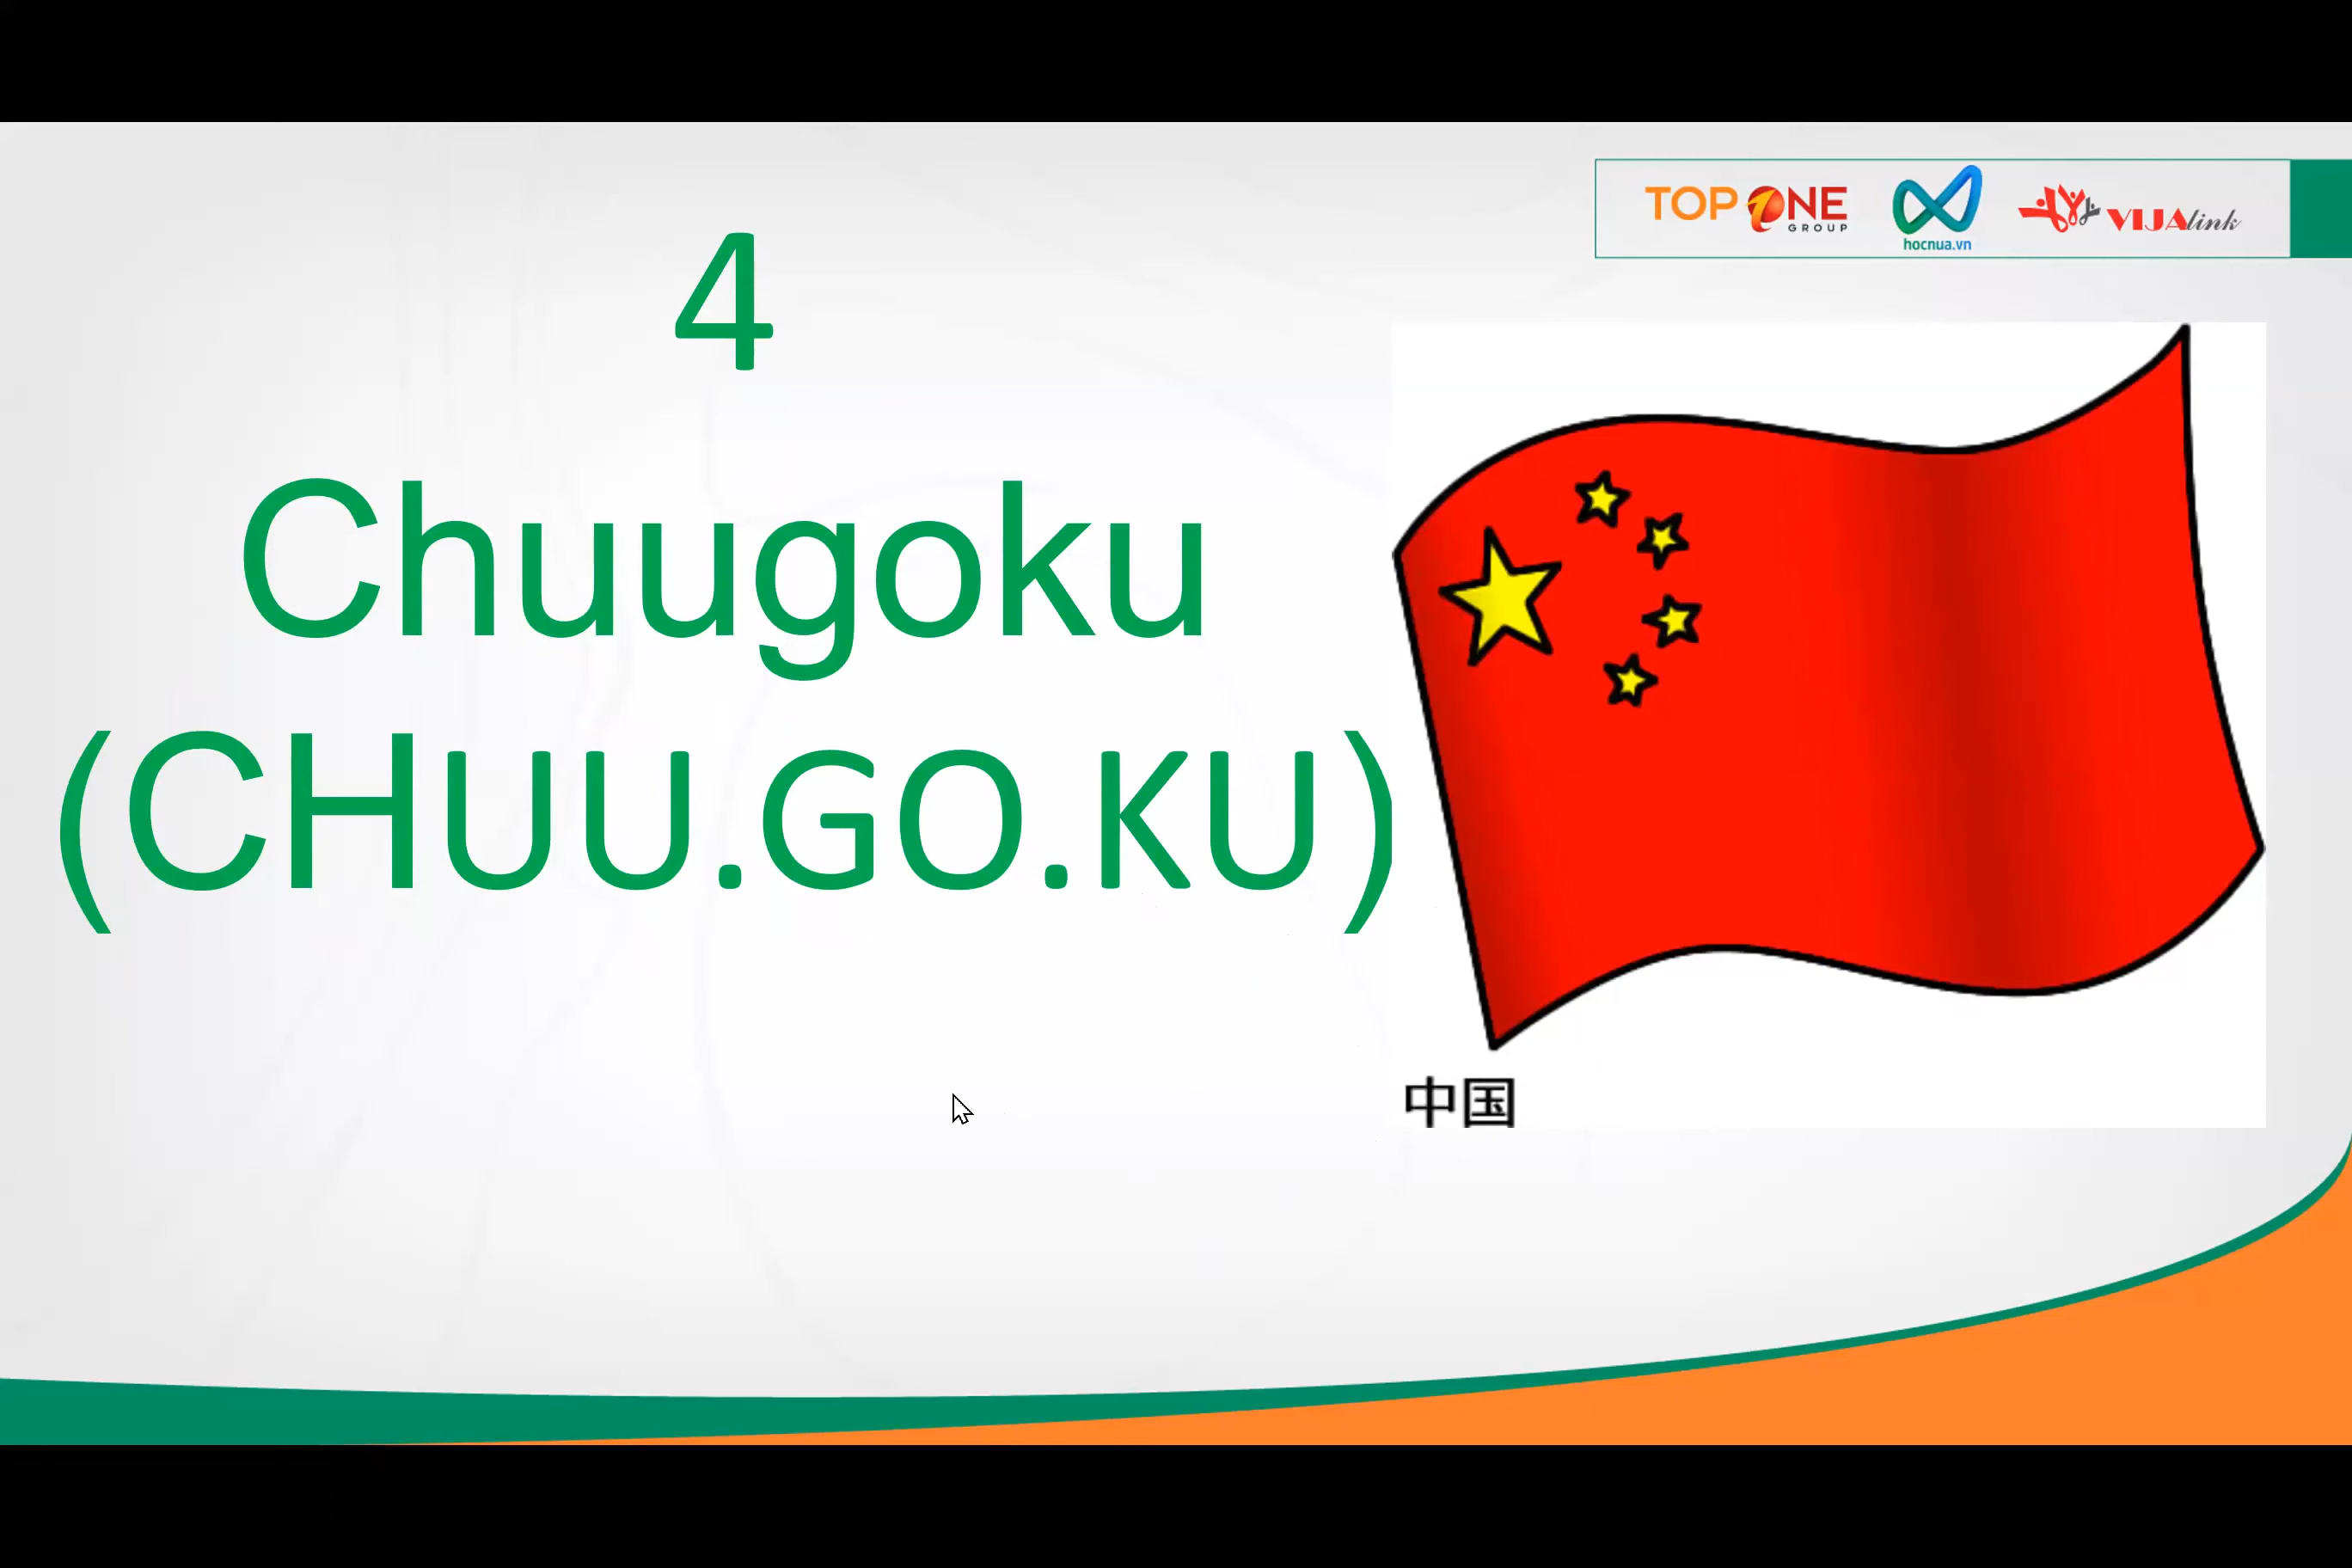 TOP ONE
GROUP
hocnua.vn
VIJAlink
4
Chuugoku
(CHUU.GO.KU)
中国